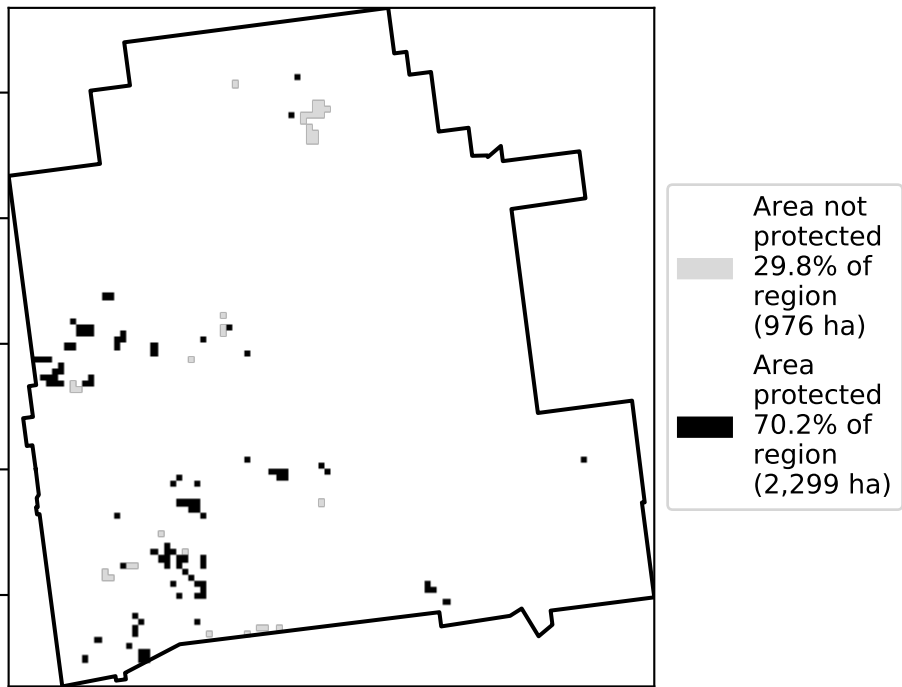 Area not
protected
29.8% of
region
(976 ha)
Area
protected
70.2% of
region
(2,299 ha)